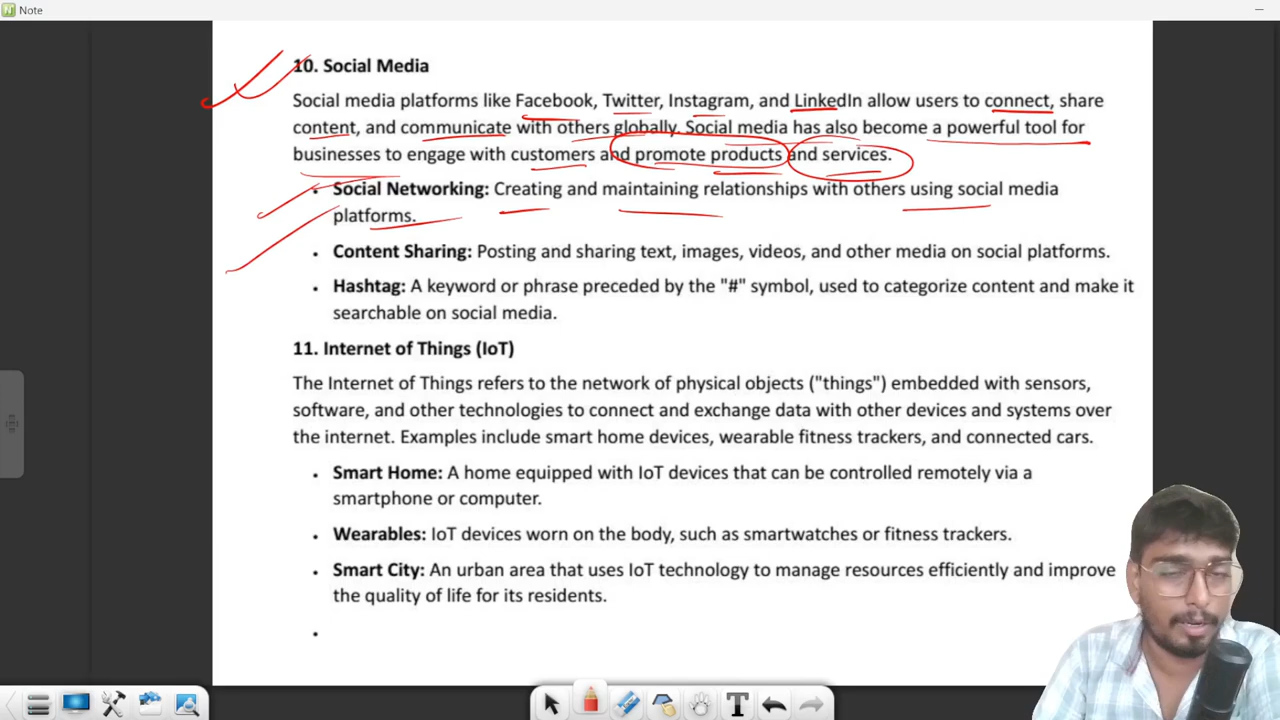 Note
10. Social Media
Social media platforms like Facebook, Twitter, Instagram, and LinkedIn allow users to connect, share
content, and communicate with others globally. Social media has also become a powerful tool for
businesses to engage with customers and promote products and services.
• Social Networking: Creating and maintaining relationships with others using social media
platforms.
• Content Sharing: Posting and sharing text, images, videos, and other media on social platforms.
• Hashtag: A keyword or phrase preceded by the "#" symbol, used to categorize content and make it
searchable on social media.
11. Internet of Things (IoT)
The Internet of Things refers to the network of physical objects ("things") embedded with sensors,
software, and other technologies to connect and exchange data with other devices and systems over
the internet. Examples include smart home devices, wearable fitness trackers, and connected cars.
• Smart Home: A home equipped with IoT devices that can be controlled remotely via a
smartphone or computer.
• Wearables: IoT devices worn on the body, such as smartwatches or fitness trackers.
• Smart City: An urban area that uses IoT technology to manage resources efficiently and improve
the quality of life for its residents.
•